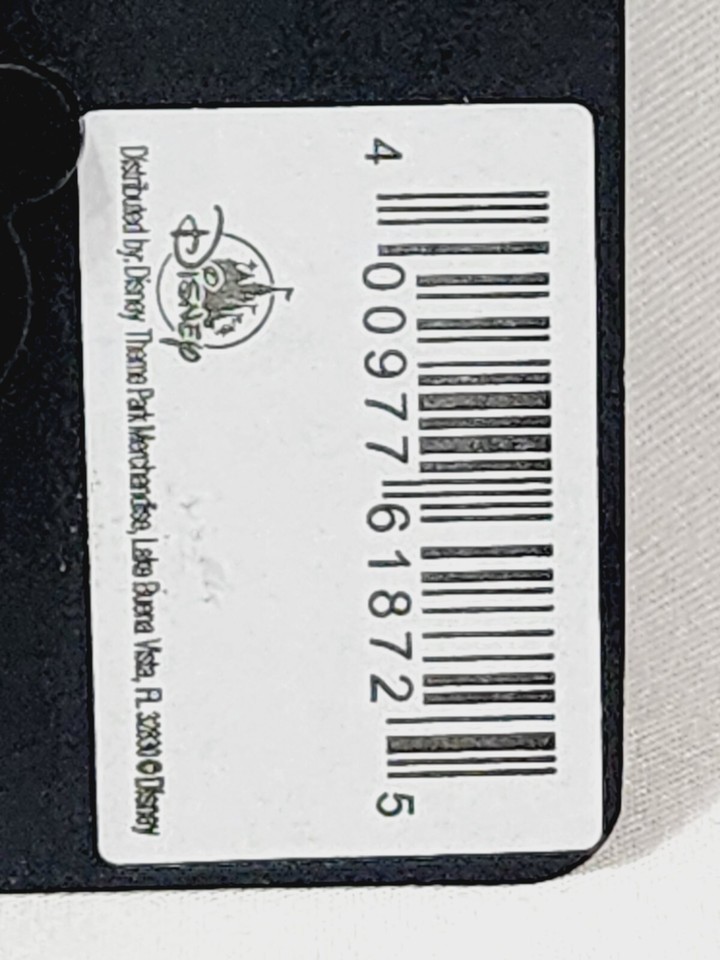 4 00977 61872 5
Disney
Distributed by: Disney Theme Park Merchandise, Lake Buena Vista, FL 32830 © Disney